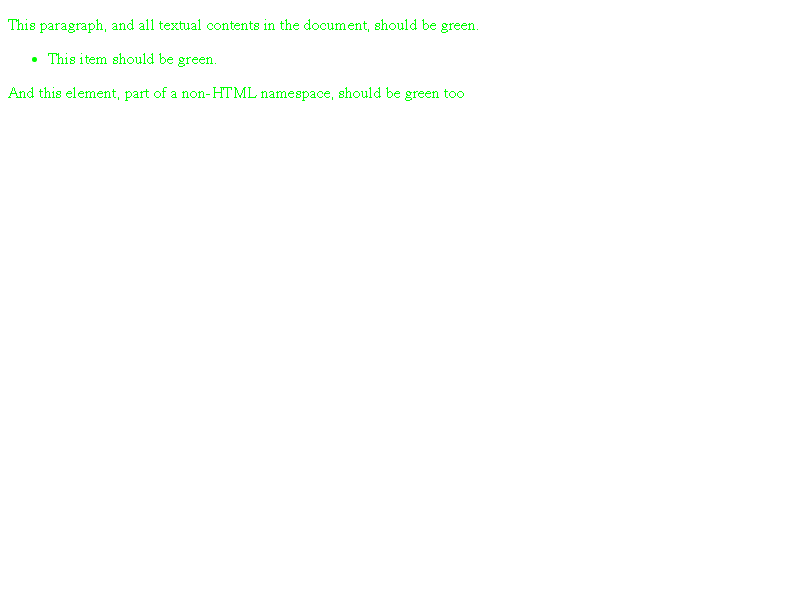 This paragraph, and all textual contents in the document, should be green.
This item should be green.
And this element, part of a non-HTML namespace, should be green too